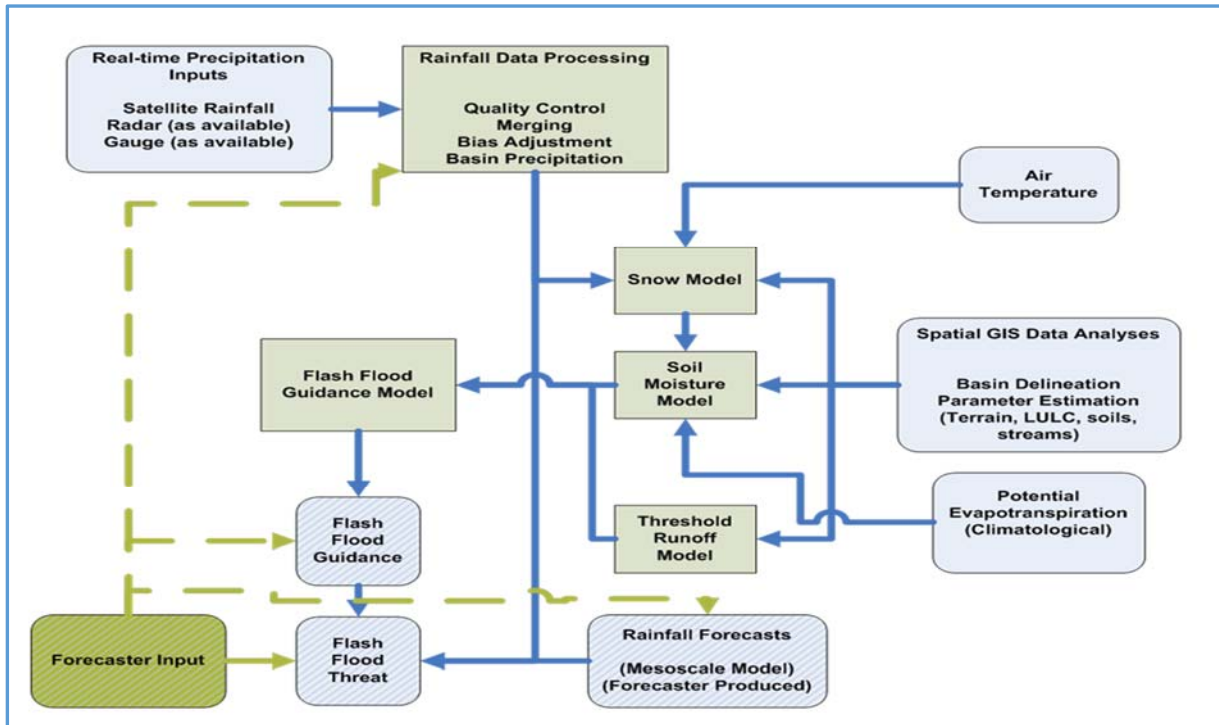 Real-time Precipitation
Inputs
Satellite Rainfall
Radar (as available)
Gauge (as available)
Rainfall Data Processing
Quality Control
Merging
Bias Adjustment
Basin Precipitation
Air
Temperature
Snow Model
Spatial GIS Data Analyses
Basin Delineation
Parameter Estimation
(Terrain, LULC, soils,
streams)
Flash Flood
Guidance Model
Soil
Moisture
Model
Potential
Evapotranspiration
(Climatological)
Flash
Flood
Guidance
Threshold
Runoff
Model
Forecaster Input
Flash
Flood
Threat
Rainfall Forecasts
(Mesoscale Model)
(Forecaster Produced)